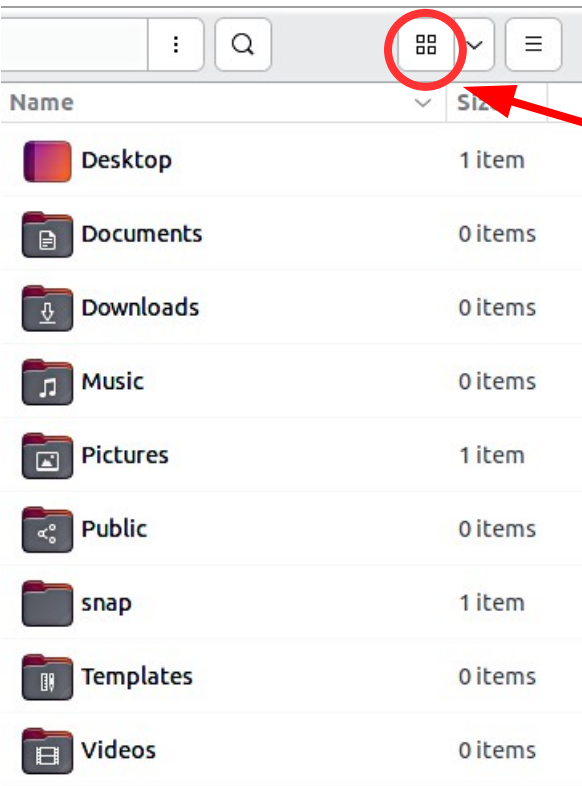 Name Size
Desktop 1 item
Documents 0 items
Downloads 0 items
Music 0 items
Pictures 1 item
Public 0 items
snap 1 item
Templates 0 items
Videos 0 items